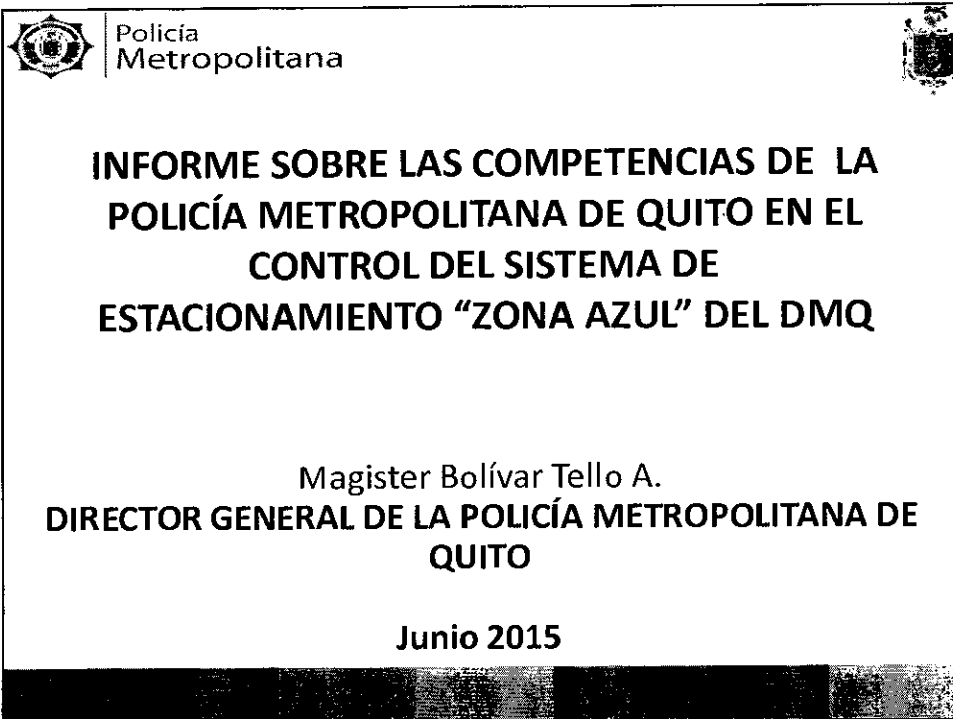 Policía
Metropolitana
INFORME SOBRE LAS COMPETENCIAS DE LA
POLICÍA METROPOLITANA DE QUITO EN EL
CONTROL DEL SISTEMA DE
ESTACIONAMIENTO “ZONA AZUL” DEL DMQ
Magister Bolívar Tello A.
DIRECTOR GENERAL DE LA POLICÍA METROPOLITANA DE
QUITO
Junio 2015